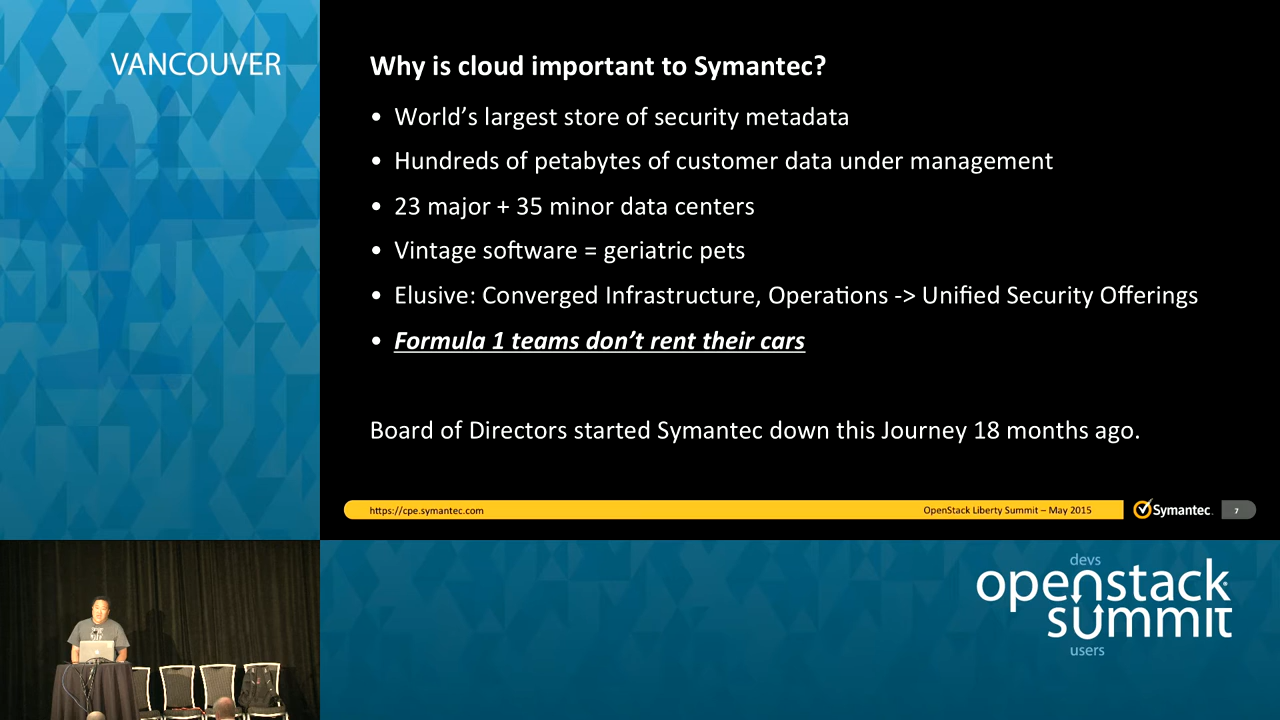 VANCOUVER
Why is cloud important to Symantec?
• World’s largest store of security metadata
• Hundreds of petabytes of customer data under management
• 23 major + 35 minor data centers
• Vintage software = geriatric pets
• Elusive: Converged Infrastructure, Operations -> Unified Security Offerings
• Formula 1 teams don’t rent their cars
Board of Directors started Symantec down this Journey 18 months ago.
https://cpe.symantec.com
OpenStack Liberty Summit – May 2015
Symantec.
7
devs
openstack
summit
users